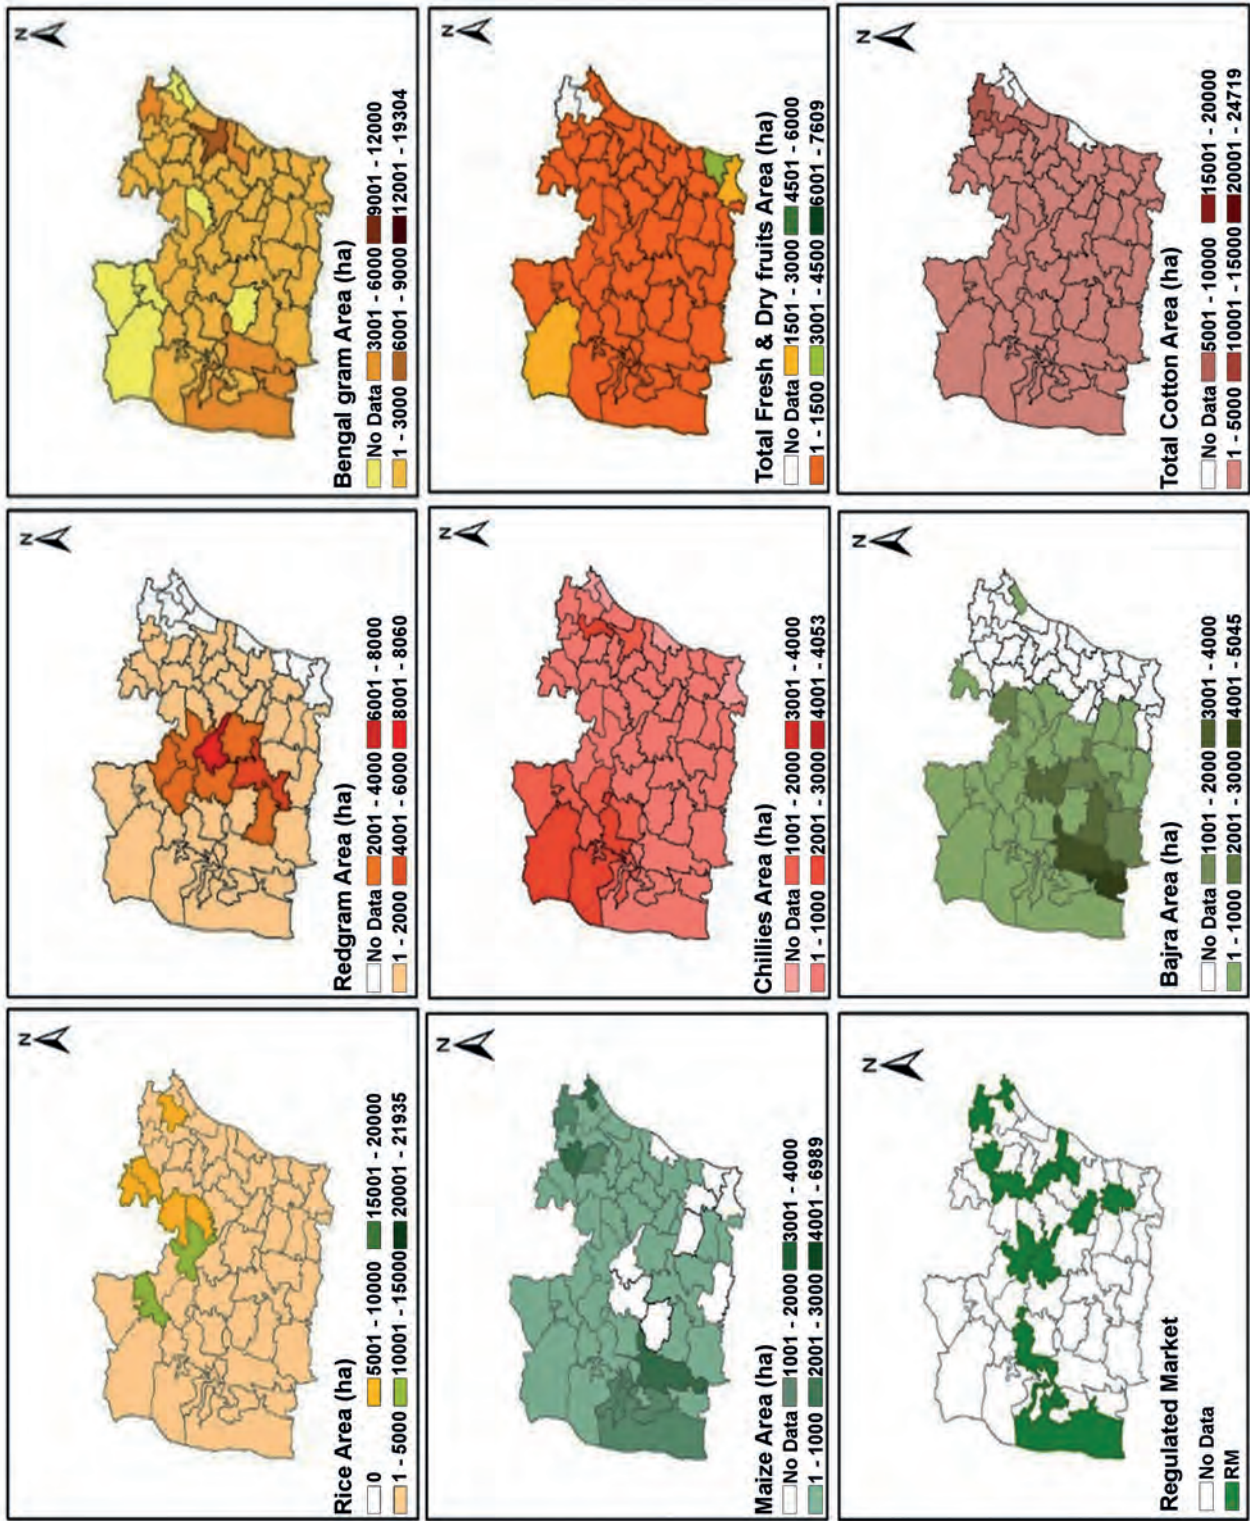 N
Rice Area (ha)
0 5001 - 10000 15001 - 20000
1 - 5000 10001 - 15000 20001 - 21935
N
Redgram Area (ha)
No Data 2001 - 4000 6001 - 8000
1 - 2000 4001 - 6000 8001 - 8060
N
Bengal gram Area (ha)
No Data 3001 - 6000 9001 - 12000
1 - 3000 6001 - 9000 12001 - 19304
N
Maize Area (ha)
No Data 1001 - 2000 3001 - 4000
1 - 1000 2001 - 3000 4001 - 6989
N
Chillies Area (ha)
No Data 1001 - 2000 3001 - 4000
1 - 1000 2001 - 3000 4001 - 4053
N
Total Fresh & Dry fruits Area (ha)
No Data 1501 - 3000 4501 - 6000
1 - 1500 3001 - 4500 6001 - 7609
N
Regulated Market
No Data
RM
N
Bajra Area (ha)
No Data 1001 - 2000 3001 - 4000
1 - 1000 2001 - 3000 4001 - 5045
N
Total Cotton Area (ha)
No Data 5001 - 10000 15001 - 20000
1 - 5000 10001 - 15000 20001 - 24719